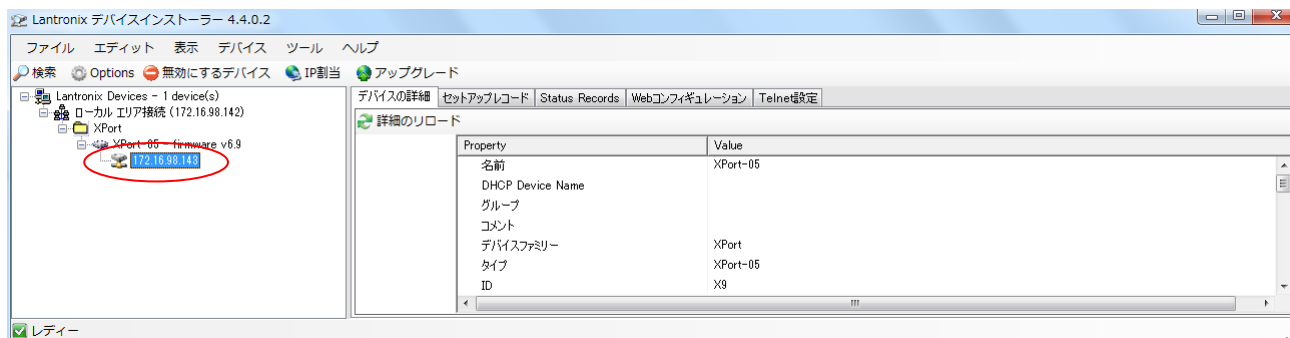 Lantronix デバイスインストーラー 4.4.0.2
ファイル エディット 表示 デバイス ツール ヘルプ
検索 Options 無効にするデバイス IP割当 アップグレード
Lantronix Devices - 1 device(s)
ローカル エリア接続 (172.16.98.142)
XPort
XPort-05 - firmware v6.9
172.16.98.143
デバイスの詳細 セットアップレコード Status Records Webコンフィギュレーション Telnet設定
詳細のリロード
Property Value
名前 XPort-05
DHCP Device Name
グループ
コメント
デバイスファミリー XPort
タイプ XPort-05
ID X9
レディー